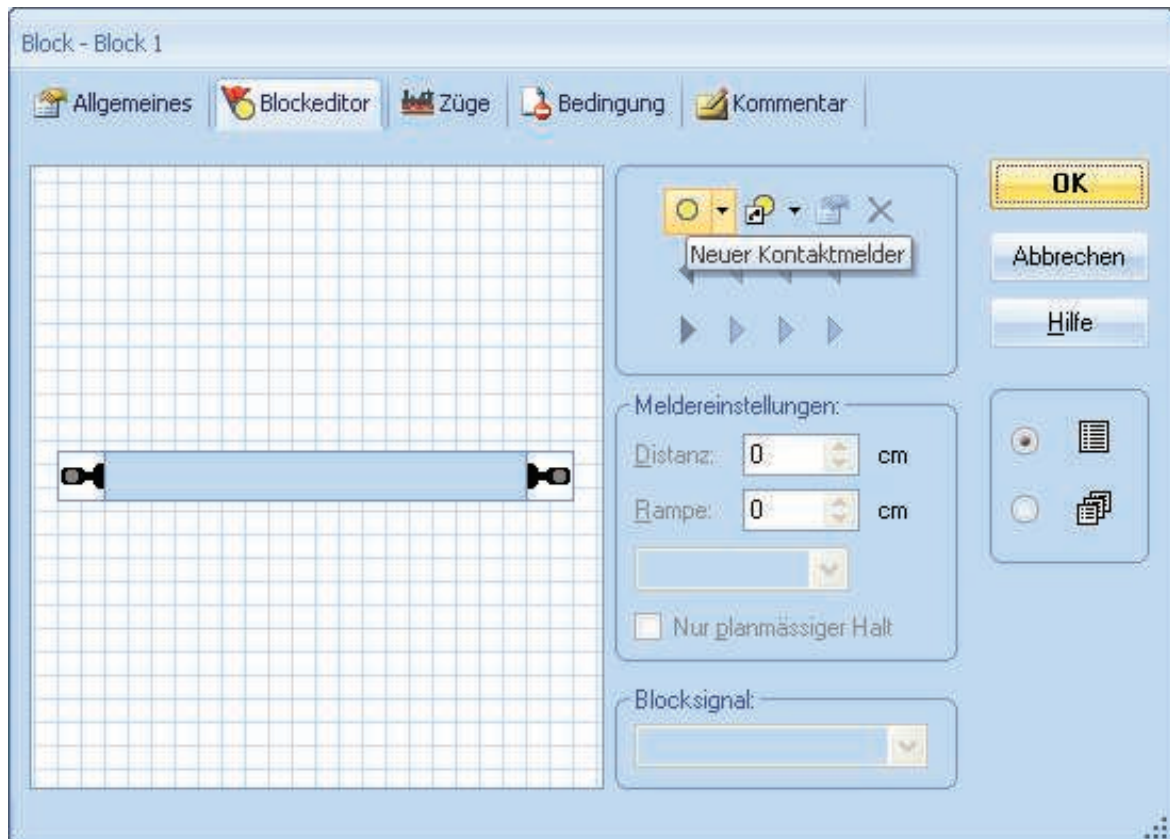 Block - Block 1
Allgemeines Blockeditor Züge Bedingung Kommentar
Neuer Kontaktmelder
OK
Abbrechen
Hilfe
Meldereinstellungen:
Distanz: 0 cm
Rampe: 0 cm
Nur planmässiger Halt
Blocksignal: